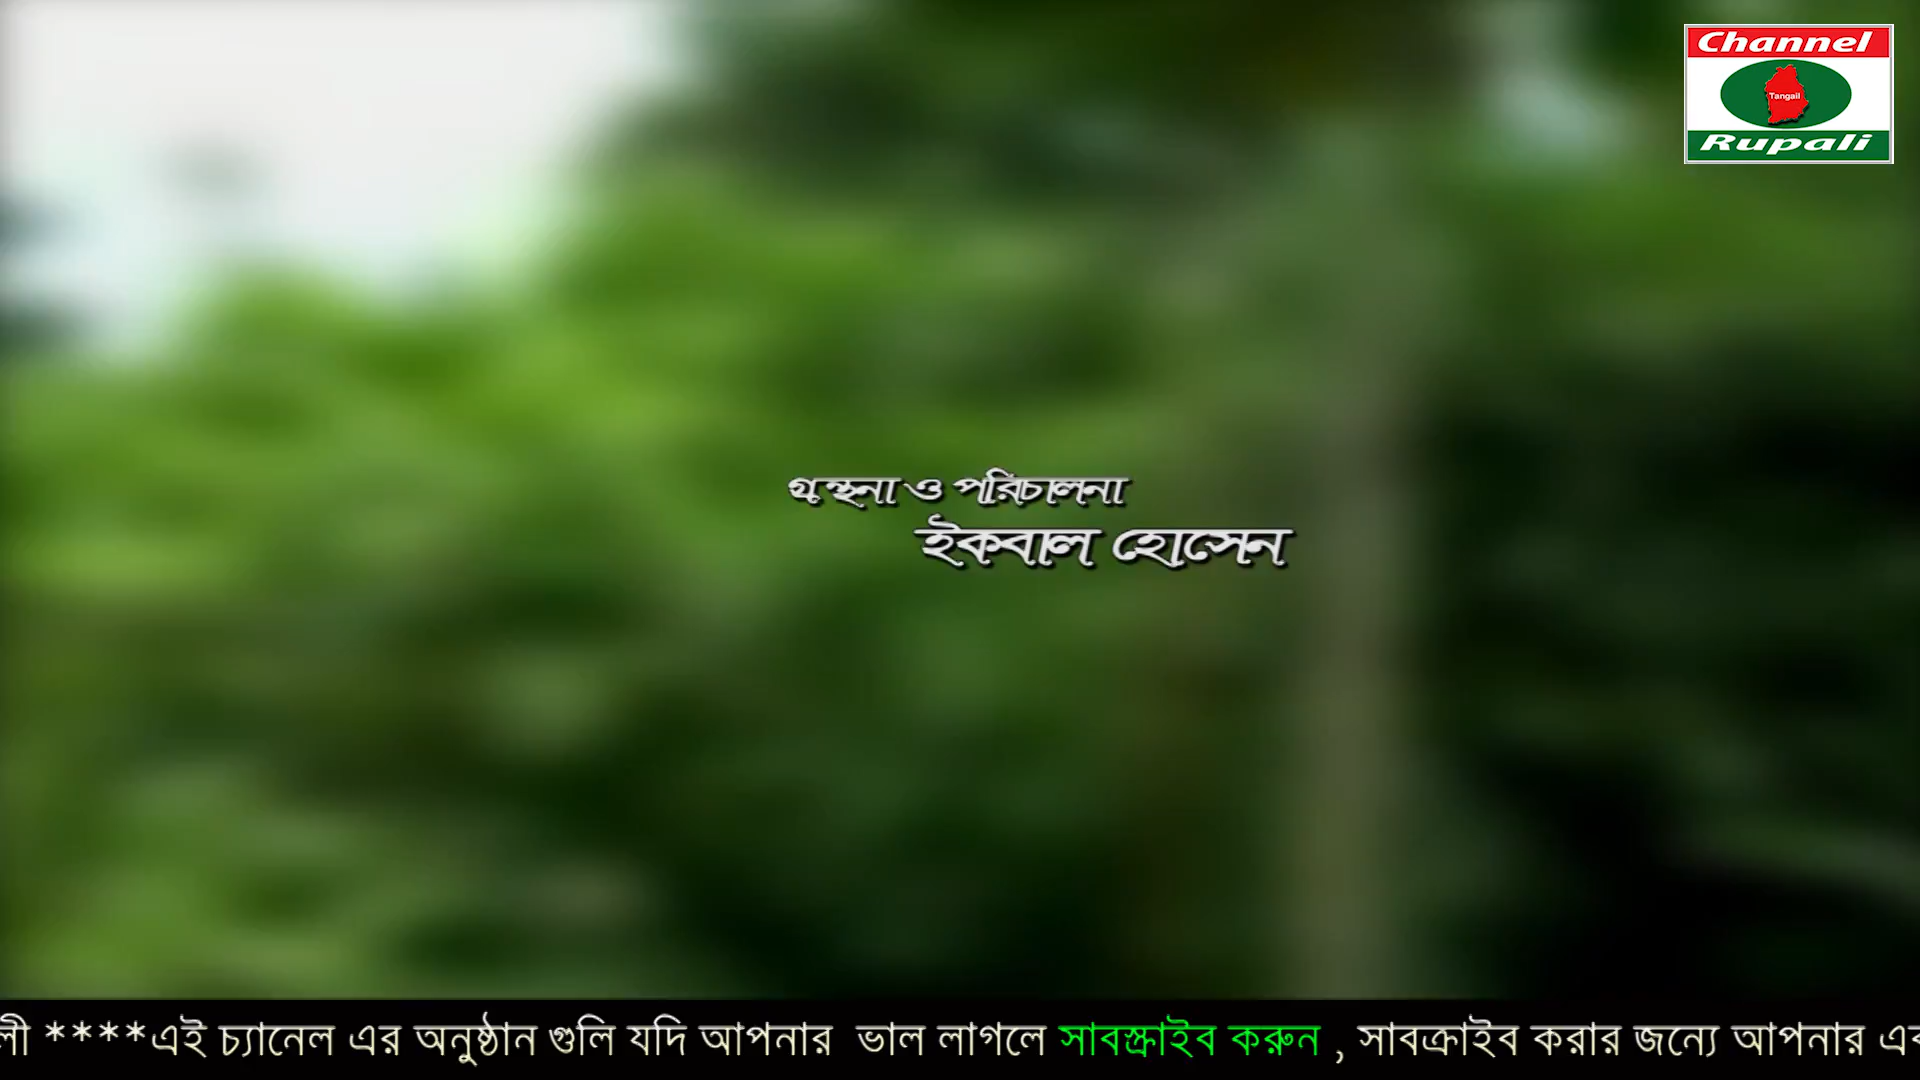 Channel
Tangail
Rupali
গ্রন্থনা ও পরিচালনা
ইকবাল হোসেন
লী ****এই চ্যানেল এর অনুষ্ঠান গুলি যদি আপনার ভাল লাগলে সাবস্ক্রাইব করুন , সাবক্রাইব করার জন্যে আপনার এক